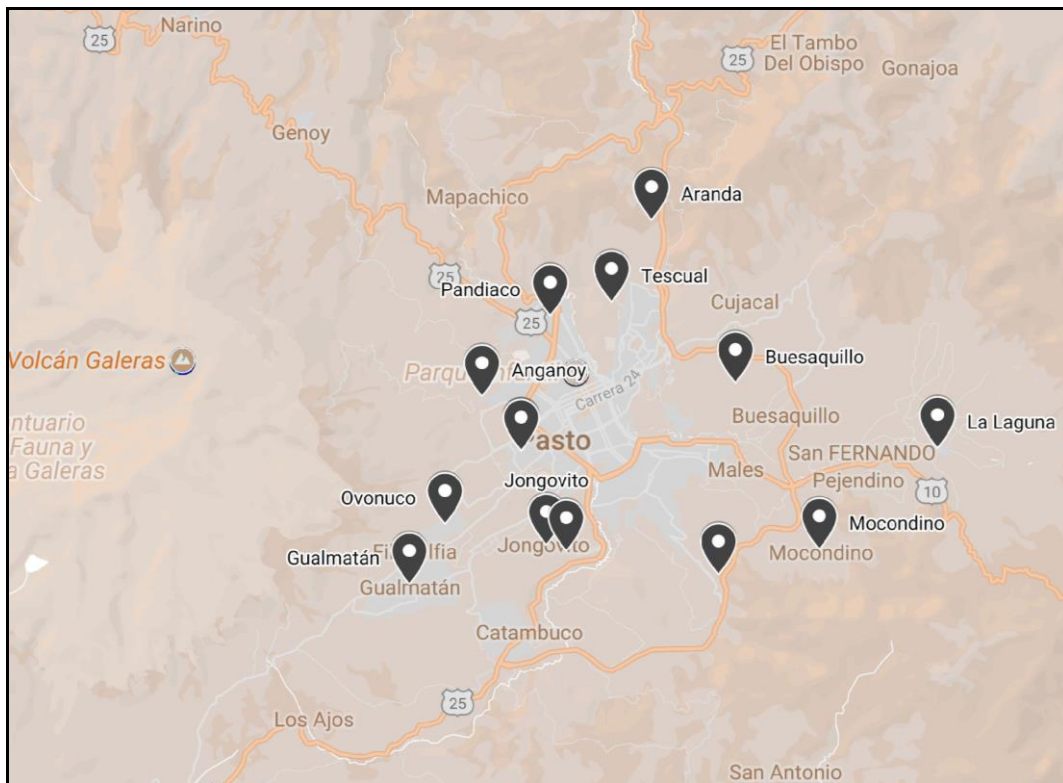 Narino
25
El Tambo
Del Obispo
25
Gonajoa
Genoy
Mapachico
Aranda
25
Pandiaco
Tescual
Cujacal
25
Volcán Galeras
Anganoy
Carrera 24
Buesaquillo
Buesaquillo
La Laguna
ntuario
Fauna y
a Galeras
Pasto
San FERNANDO
Males
Pejendino
Jongovito
Ovonuco
10
Mocondino
Gualmatán
Jongovito
Mocondino
Gualmatán
Catambuco
25
Los Ajos
San Antonio